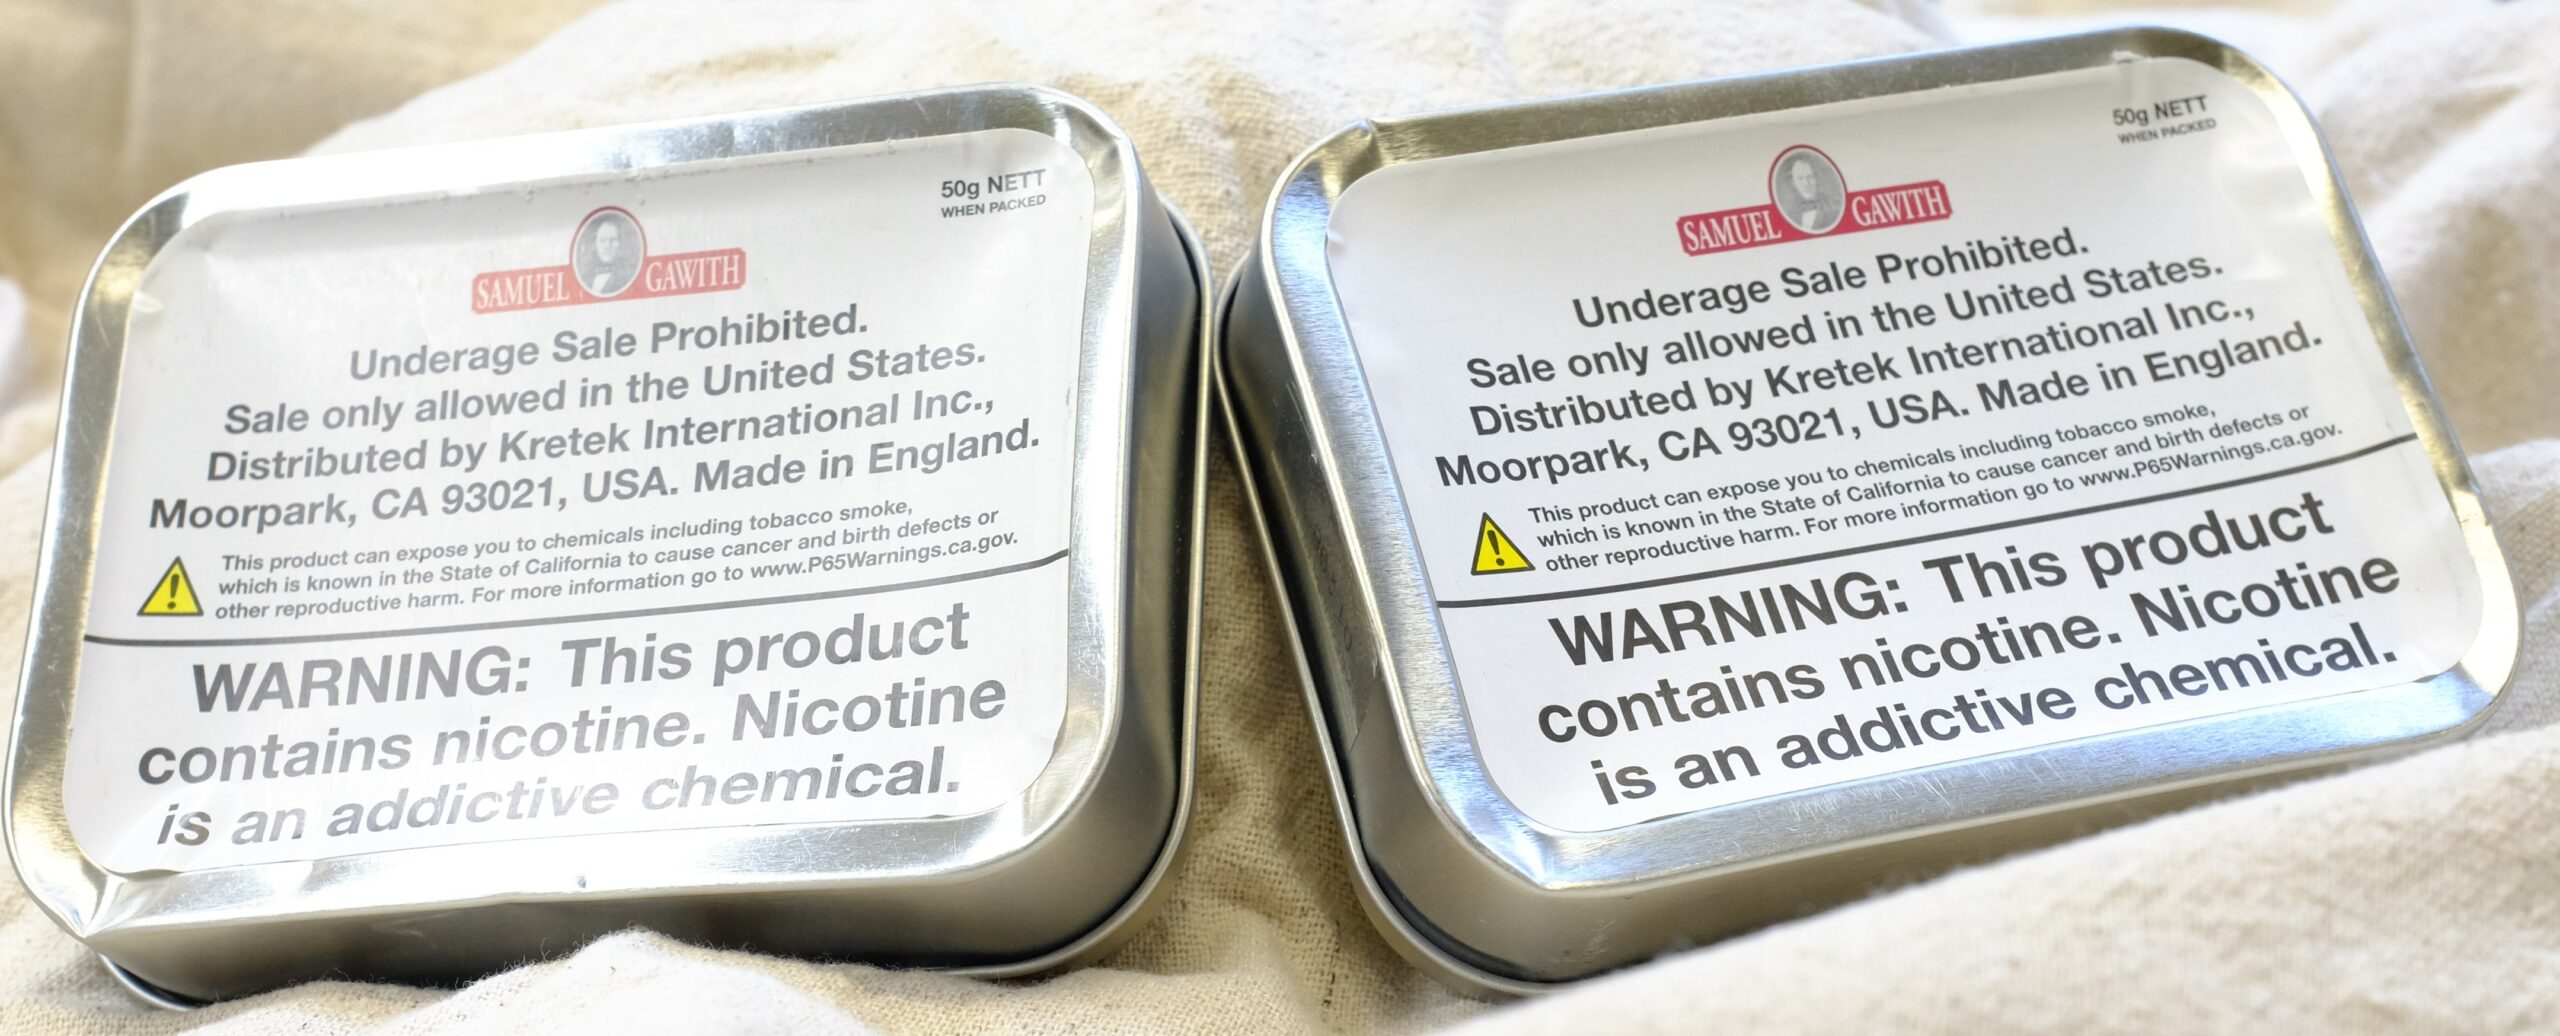 50g NETT
WHEN PACKED
SAMUEL GAWITH
Underage Sale Prohibited.
Sale only allowed in the United States.
Distributed by Kretek International Inc.,
Moorpark, CA 93021, USA. Made in England.
This product can expose you to chemicals including tobacco smoke,
which is known in the State of California to cause cancer and birth defects or
other reproductive harm. For more information go to www.P65Warnings.ca.gov.
WARNING: This product
contains nicotine. Nicotine
is an addictive chemical.
50g NETT
WHEN PACKED
SAMUEL GAWITH
Underage Sale Prohibited.
Sale only allowed in the United States.
Distributed by Kretek International Inc.,
Moorpark, CA 93021, USA. Made in England.
This product can expose you to chemicals including tobacco smoke,
which is known in the State of California to cause cancer and birth defects or
other reproductive harm. For more information go to www.P65Warnings.ca.gov.
WARNING: This product
contains nicotine. Nicotine
is an addictive chemical.